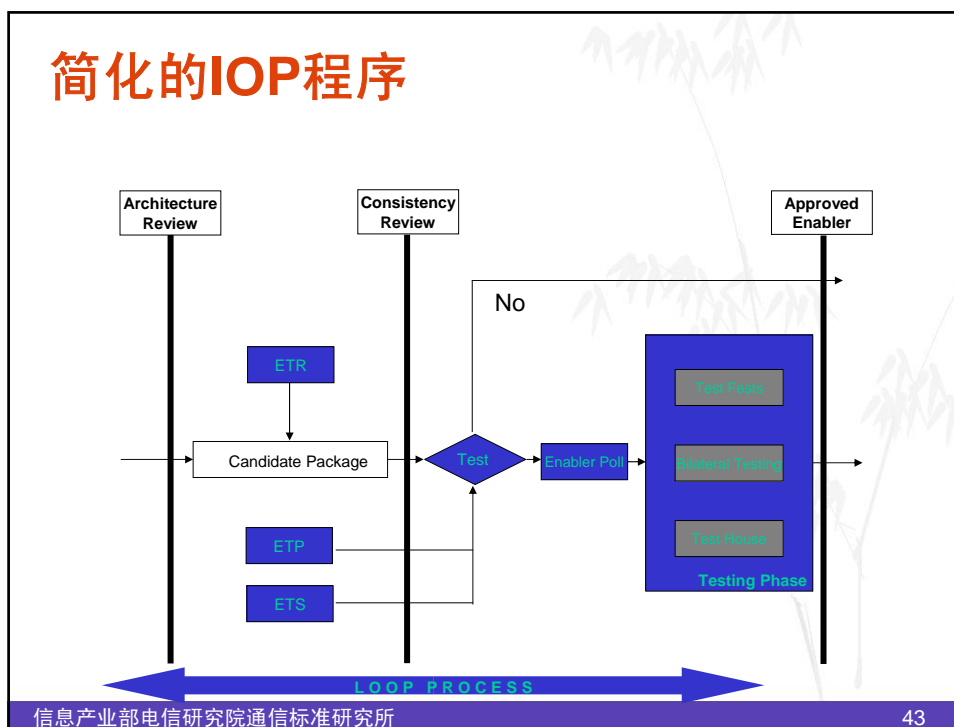 简化的IOP程序
Architecture
Review
Consistency
Review
Approved
Enabler
No
ETR
Candidate Package
Test
Enabler Poll
Test Fests
Bilateral Testing
Test House
Testing Phase
ETP
ETS
LOOP PROCESS
信息产业部电信研究院通信标准研究所
43